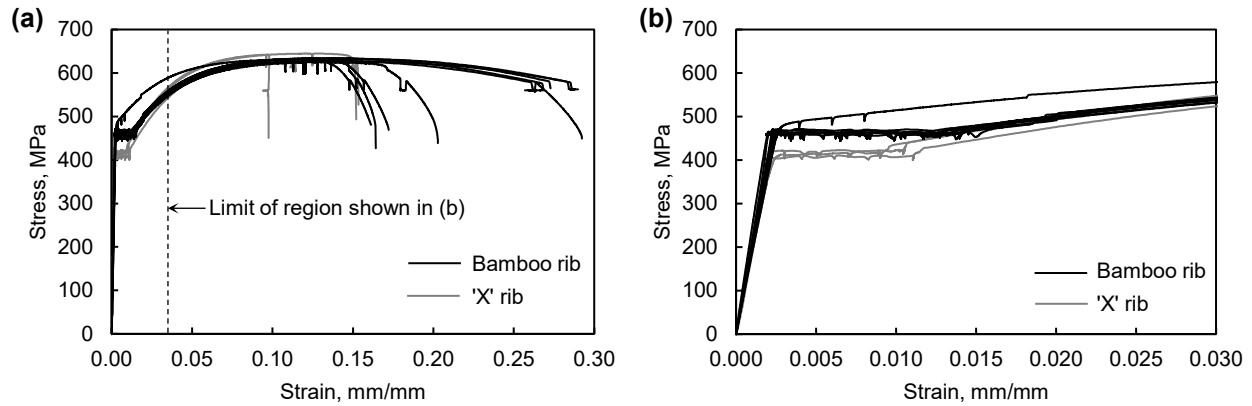 (a)
700
600
500
400
300
200
100
0
Stress, MPa
Limit of region shown in (b)
Bamboo rib
'X' rib
0.00 0.05 0.10 0.15 0.20 0.25 0.30
Strain, mm/mm
(b)
700
600
500
400
300
200
100
0
Stress, MPa
Bamboo rib
'X' rib
0.000 0.005 0.010 0.015 0.020 0.025 0.030
Strain, mm/mm